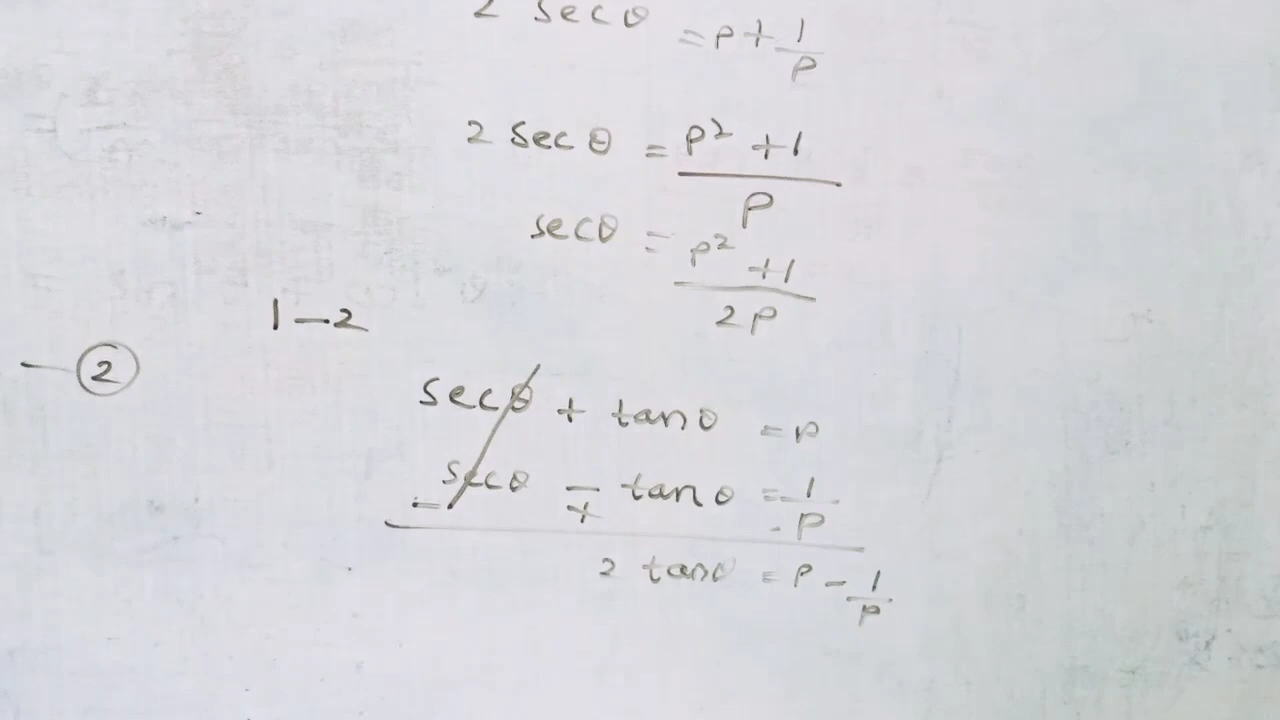 2 secθ = P + 1/P
2 sec θ = P² + 1 / P
secθ = P² + 1 / 2P
1 – 2
— ②
secθ + tanθ = P
- secθ -+ tanθ = - 1/P
2 tanθ = P - 1/P